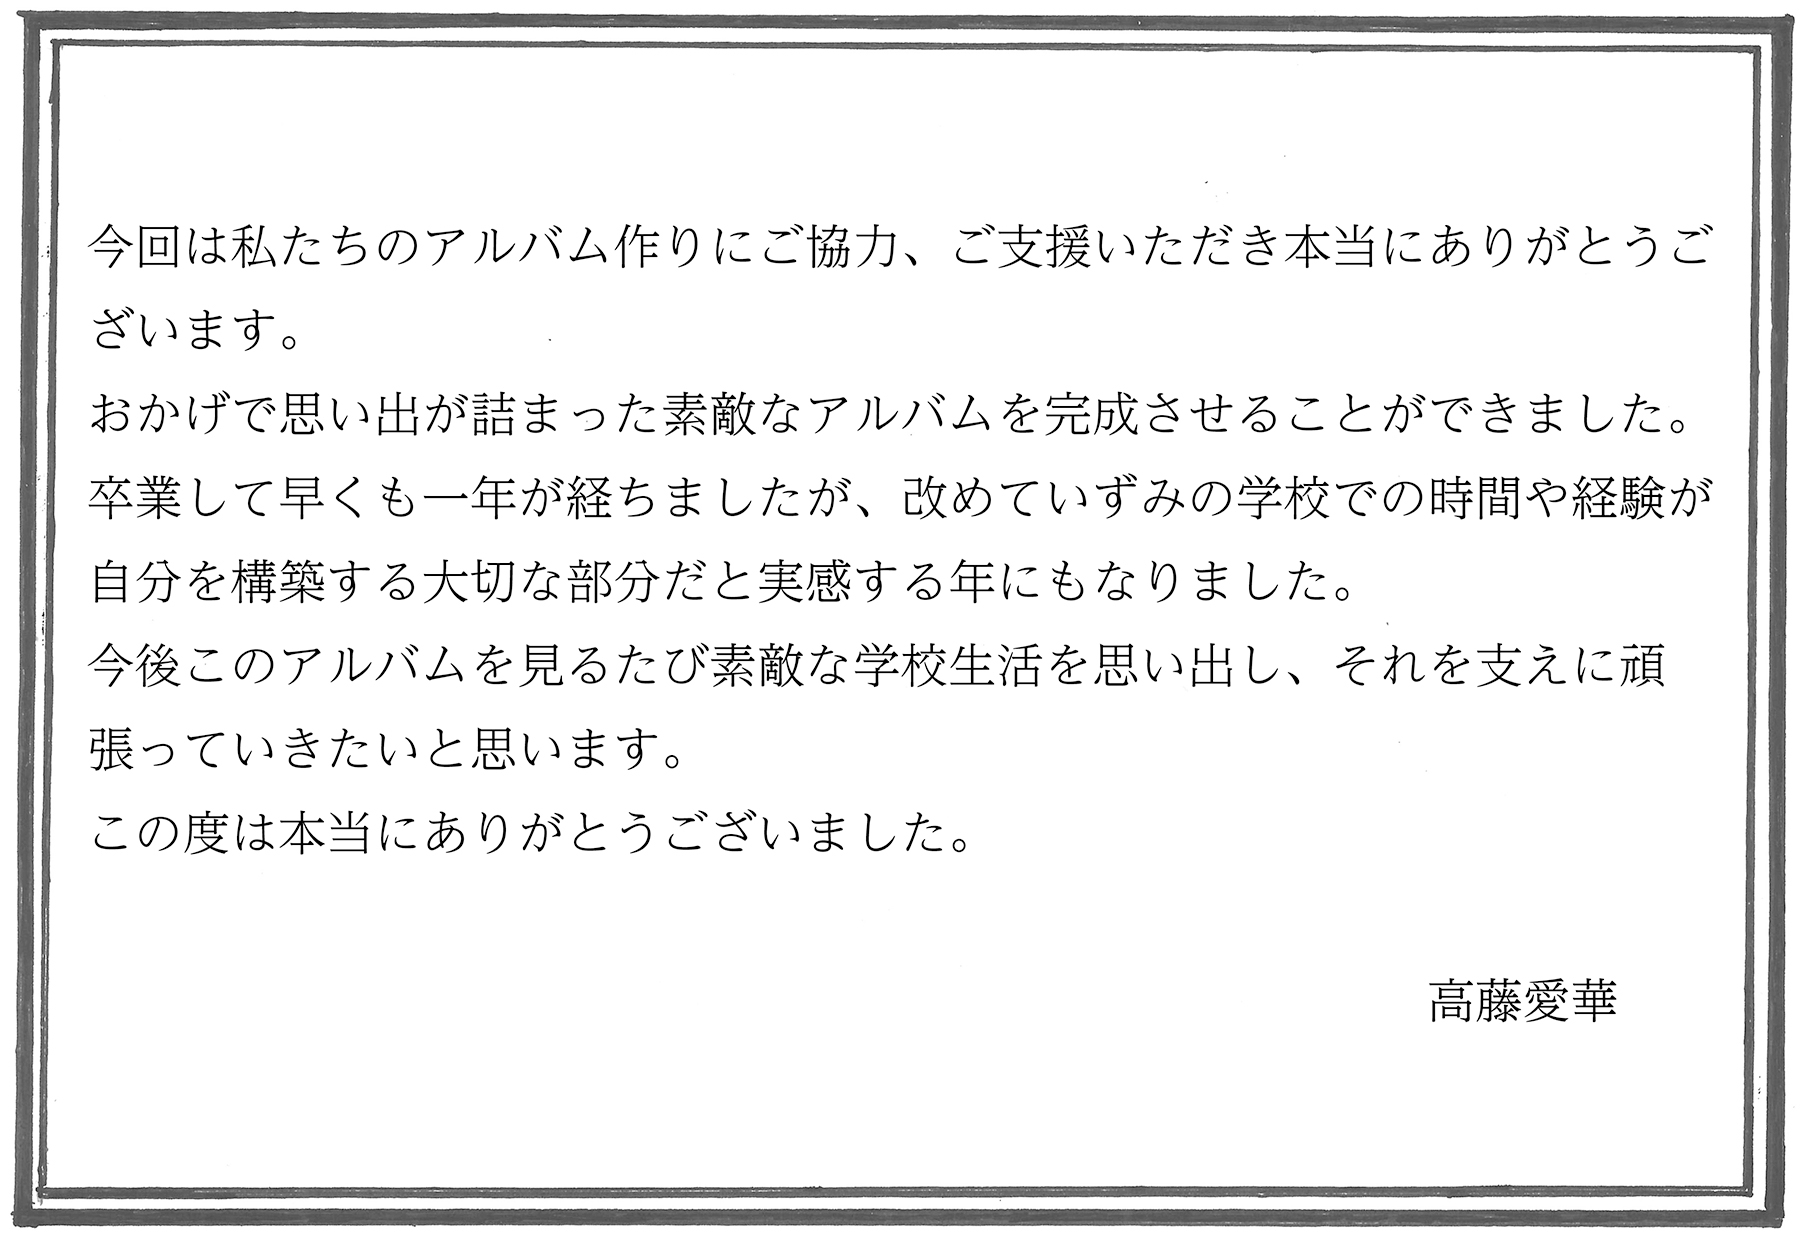 今回は私たちのアルバム作りにご協力、ご支援いただき本当にありがとうご
ざいます。
おかげで思い出が詰まった素敵なアルバムを完成させることができました。
卒業して早くも一年が経ちましたが、改めていずみの学校での時間や経験が
自分を構築する大切な部分だと実感する年にもなりました。
今後このアルバムを見るたび素敵な学校生活を思い出し、それを支えに頑
張っていきたいと思います。
この度は本当にありがとうございました。
高藤愛華